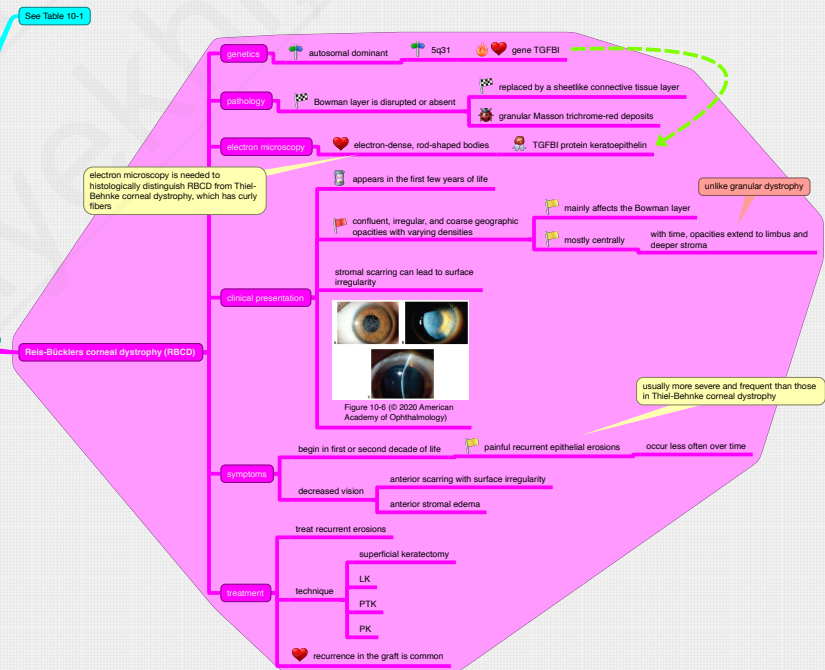 See Table 10-1
genetics
autosomal dominant
5q31
gene TGFBI
pathology
Bowman layer is disrupted or absent
replaced by a sheetlike connective tissue layer
granular Masson trichrome-red deposits
electron microscopy
electron-dense, rod-shaped bodies
TGFBI protein keratoepithelin
electron microscopy is needed to
histologically distinguish RBCD from Thiel-
Behnke corneal dystrophy, which has curly
fibers
clinical presentation
appears in the first few years of life
confluent, irregular, and coarse geographic
opacities with varying densities
mainly affects the Bowman layer
mostly centrally
with time, opacities extend to limbus and
deeper stroma
unlike granular dystrophy
stromal scarring can lead to surface
irregularity
Figure 10-6 (© 2020 American
Academy of Ophthalmology)
Reis-Bücklers corneal dystrophy (RBCD)
symptoms
begin in first or second decade of life
painful recurrent epithelial erosions
occur less often over time
usually more severe and frequent than those
in Thiel-Behnke corneal dystrophy
decreased vision
anterior scarring with surface irregularity
anterior stromal edema
treatment
treat recurrent erosions
technique
superficial keratectomy
LK
PTK
PK
recurrence in the graft is common